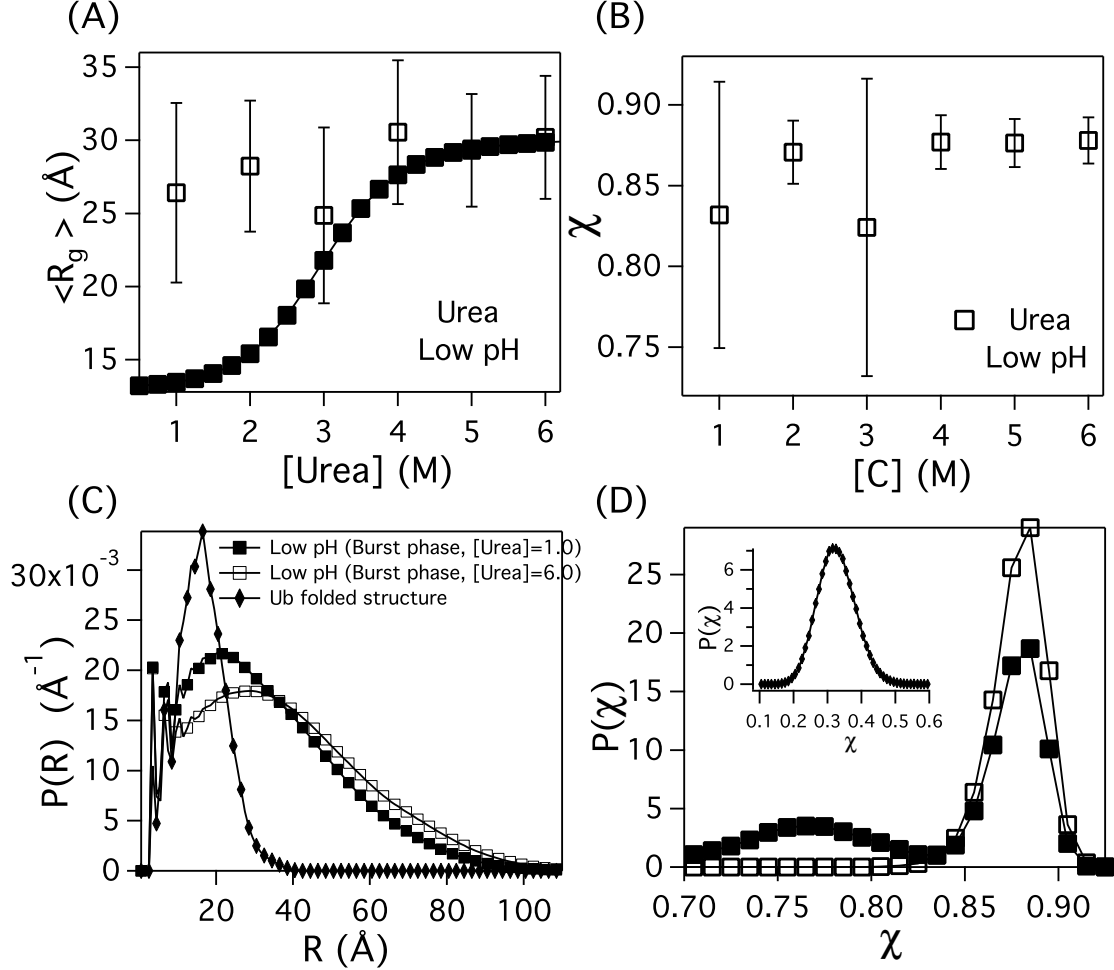 (A)
35
30
25
20
15
<Rg> (Å)
Urea
Low pH
1 2 3 4 5 6
[Urea] (M)
(B)
0.90
0.85
0.80
0.75
χ
Urea
Low pH
1 2 3 4 5 6
[C] (M)
(C)
30x10⁻³
25
20
15
10
5
0
P(R) (Å⁻¹)
Low pH (Burst phase, [Urea]=1.0)
Low pH (Burst phase, [Urea]=6.0)
Ub folded structure
20 40 60 80 100
R (Å)
(D)
25
20
15
10
5
0
P(χ)
6
4
2
0
P(χ)
0.1 0.2 0.3 0.4 0.5 0.6
χ
0.70 0.75 0.80 0.85 0.90
χ